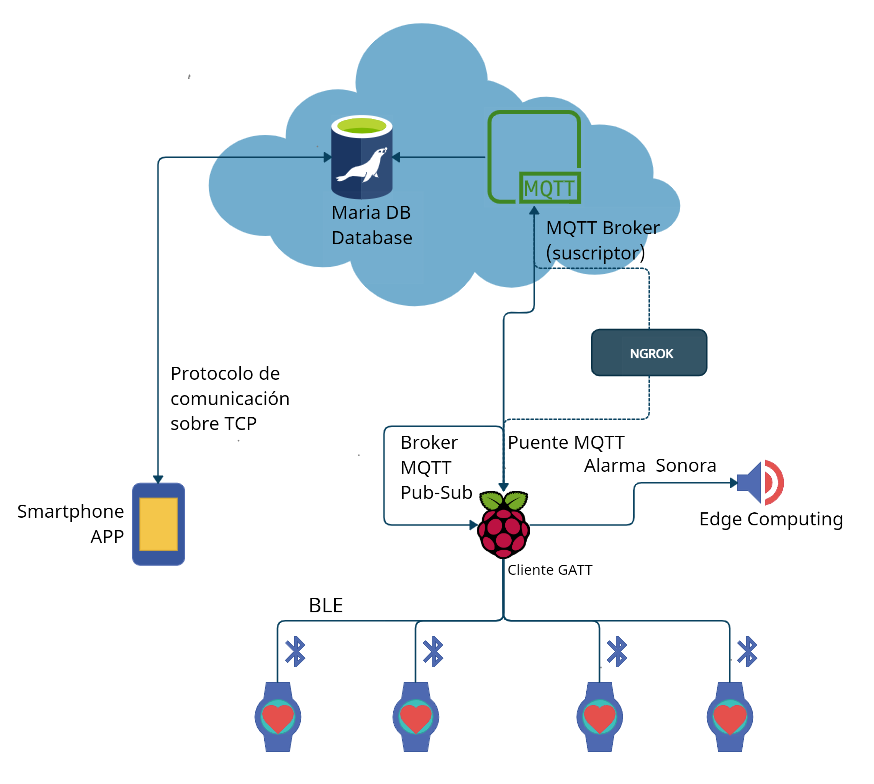 MQTT
Maria DB
Database
MQTT Broker
(suscriptor)
NGROK
Protocolo de
comunicación
sobre TCP
Broker
MQTT
Pub-Sub
Puente MQTT
Alarma Sonora
Smartphone
APP
Edge Computing
Cliente GATT
BLE